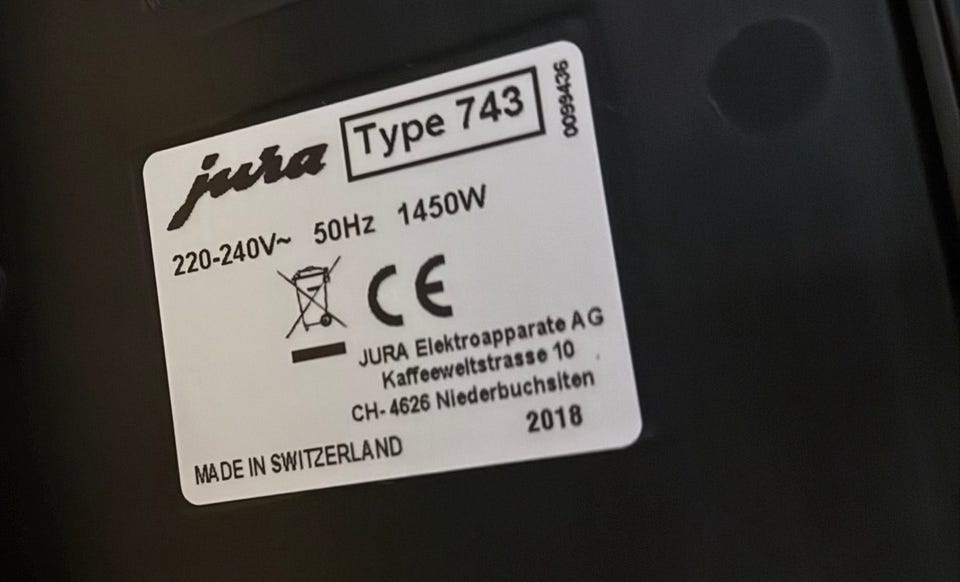 jura Type 743
0099436
220-240V~ 50Hz 1450W
CE
JURA Elektroapparate AG
Kaffeeweltstrasse 10
CH- 4626 Niederbuchsiten
2018
MADE IN SWITZERLAND